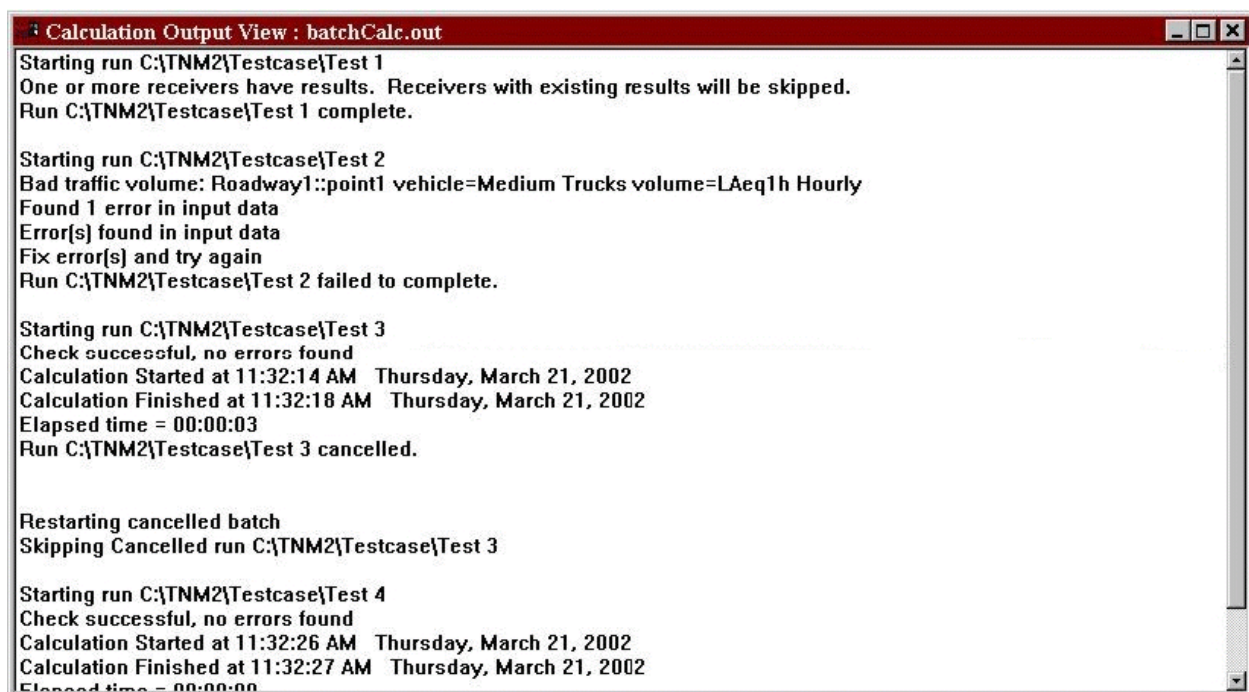 Calculation Output View : batchCalc.out
Starting run C:\TNM2\Testcase\Test 1
One or more receivers have results. Receivers with existing results will be skipped.
Run C:\TNM2\Testcase\Test 1 complete.
Starting run C:\TNM2\Testcase\Test 2
Bad traffic volume: Roadway1::point1 vehicle=Medium Trucks volume=LAeq1h Hourly
Found 1 error in input data
Error(s) found in input data
Fix error(s) and try again
Run C:\TNM2\Testcase\Test 2 failed to complete.
Starting run C:\TNM2\Testcase\Test 3
Check successful, no errors found
Calculation Started at 11:32:14 AM Thursday, March 21, 2002
Calculation Finished at 11:32:18 AM Thursday, March 21, 2002
Elapsed time = 00:00:03
Run C:\TNM2\Testcase\Test 3 cancelled.
Restarting cancelled batch
Skipping Cancelled run C:\TNM2\Testcase\Test 3
Starting run C:\TNM2\Testcase\Test 4
Check successful, no errors found
Calculation Started at 11:32:26 AM Thursday, March 21, 2002
Calculation Finished at 11:32:27 AM Thursday, March 21, 2002
Elapsed time = 00:00:00